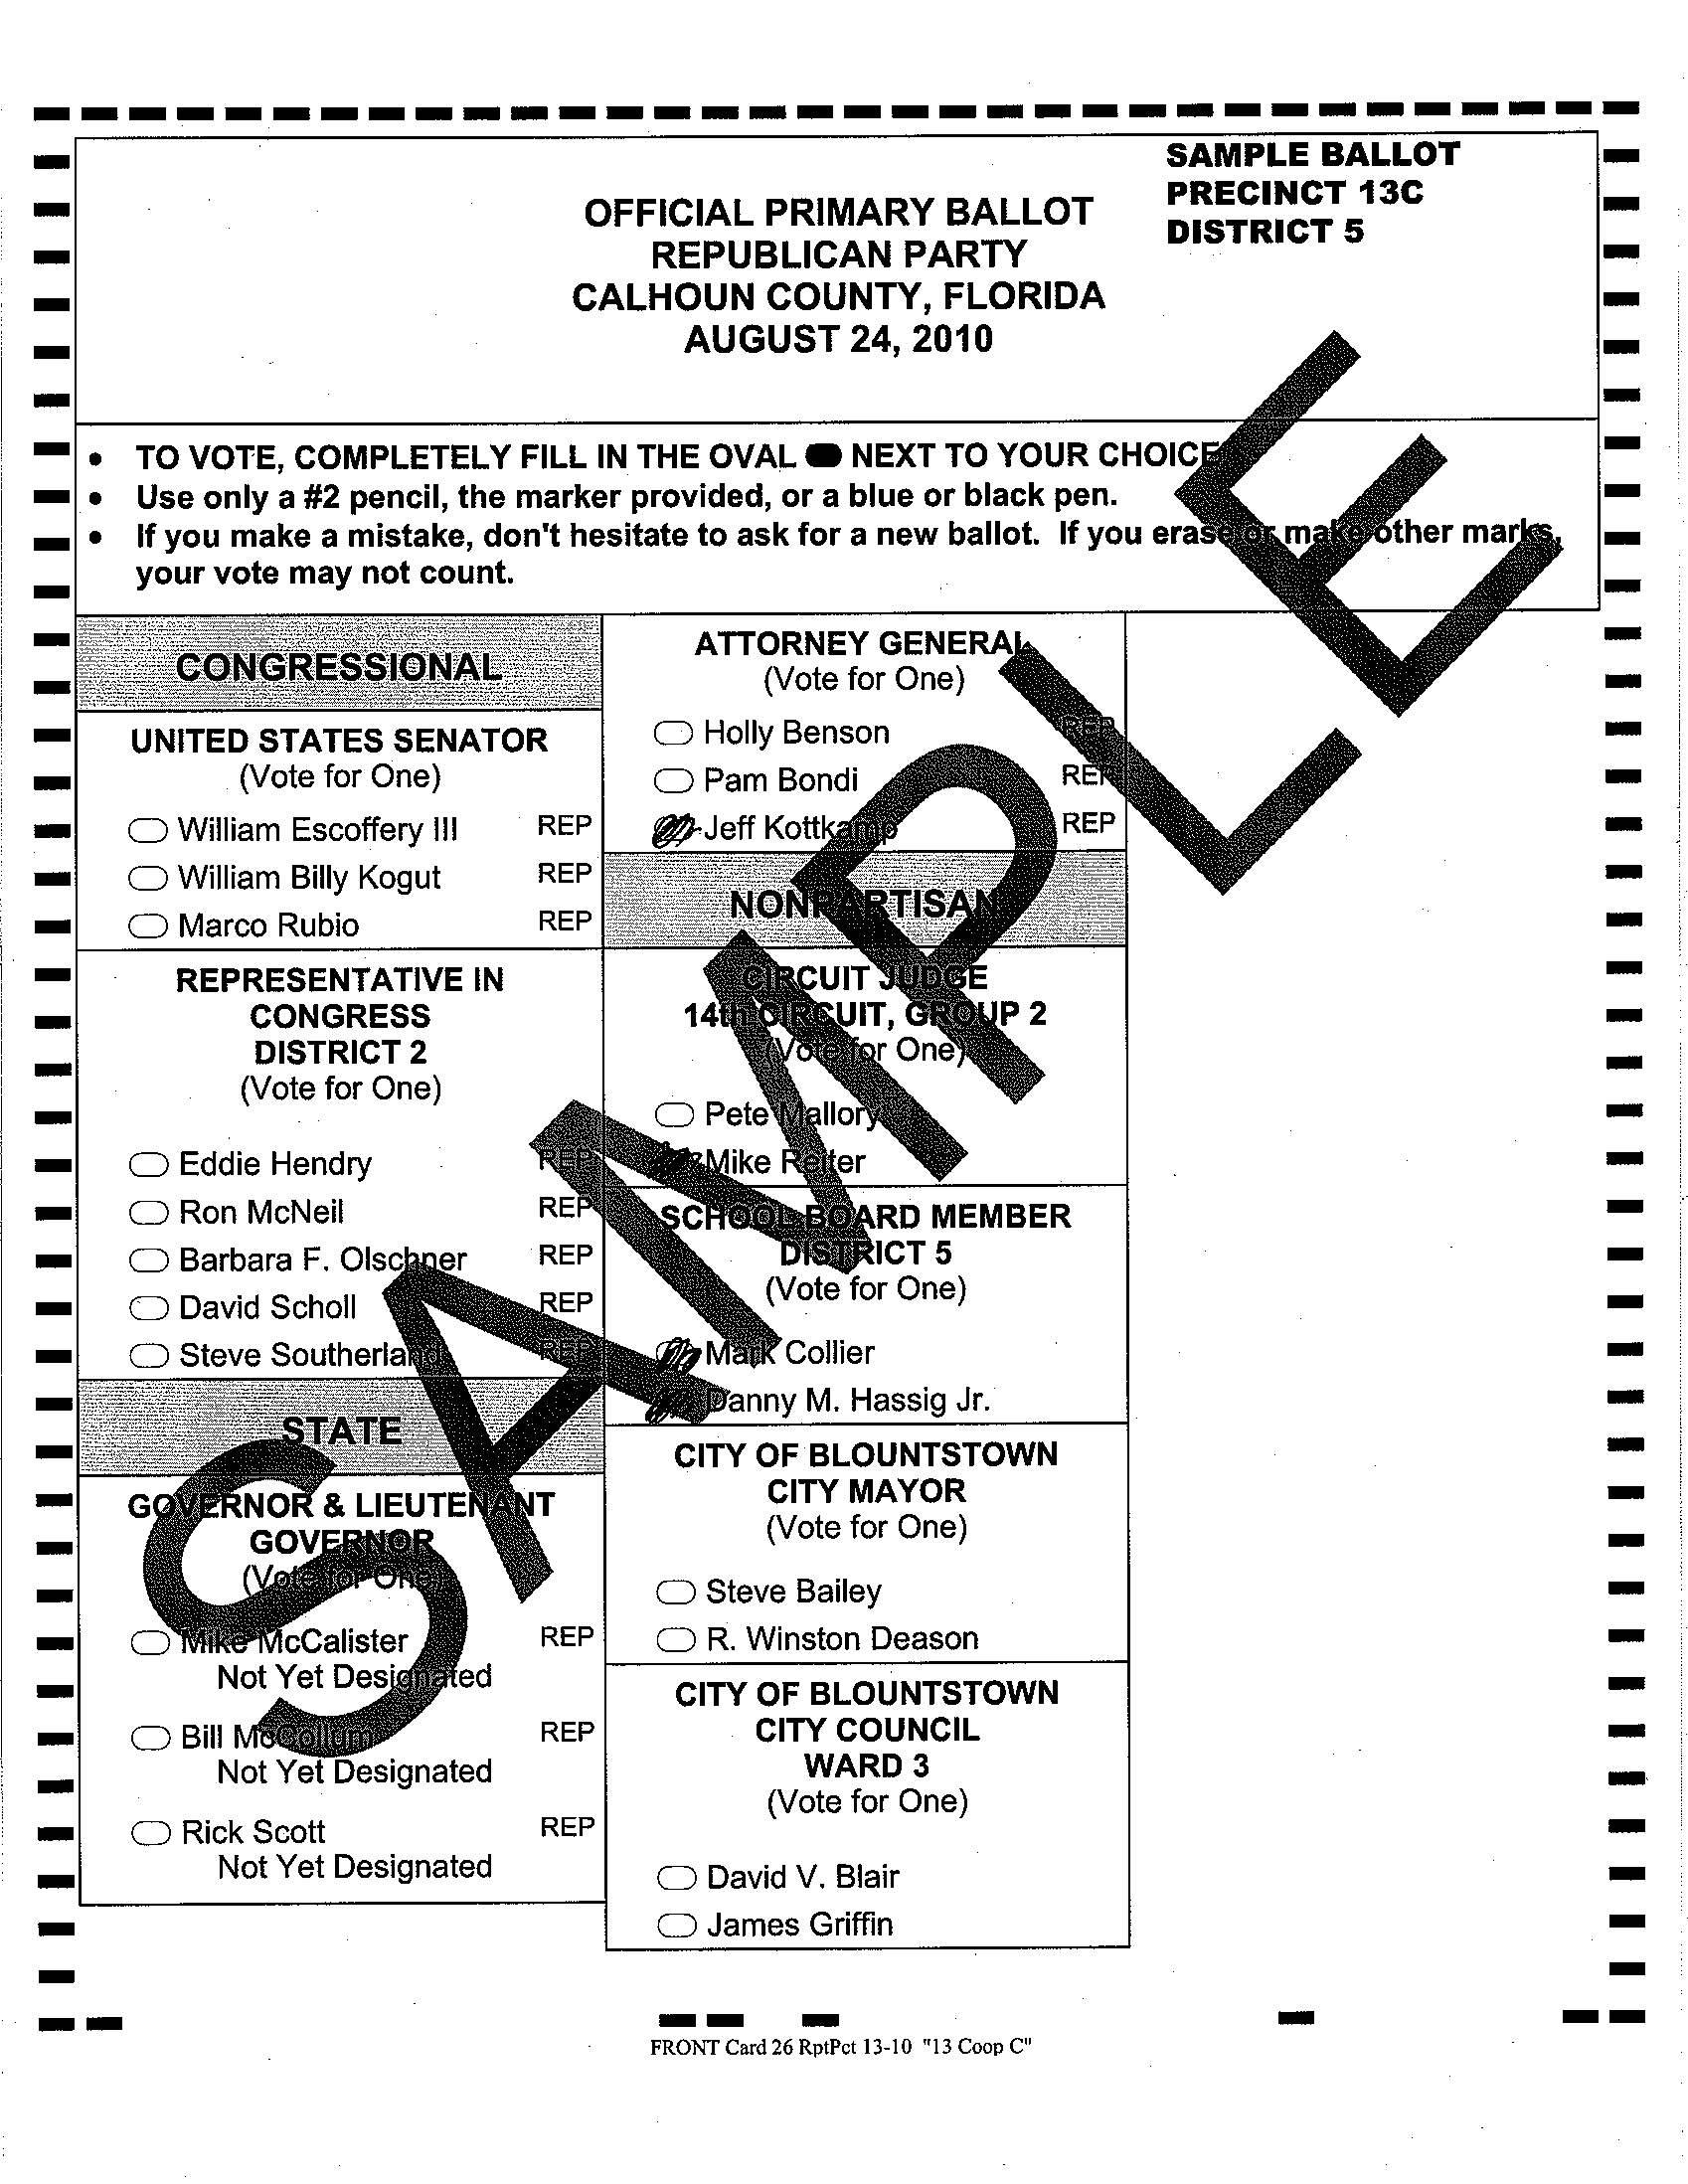 SAMPLE BALLOT
PRECINCT 13C
DISTRICT 5
OFFICIAL PRIMARY BALLOT
REPUBLICAN PARTY
CALHOUN COUNTY, FLORIDA
AUGUST 24, 2010
• TO VOTE, COMPLETELY FILL IN THE OVAL NEXT TO YOUR CHOICE
• Use only a #2 pencil, the marker provided, or a blue or black pen.
• If you make a mistake, don't hesitate to ask for a new ballot. If you erase or make other marks,
your vote may not count.
CONGRESSIONAL
UNITED STATES SENATOR
(Vote for One)
William Escoffery III REP
William Billy Kogut REP
Marco Rubio REP
REPRESENTATIVE IN
CONGRESS
DISTRICT 2
(Vote for One)
Eddie Hendry REP
Ron McNeil REP
Barbara F. Olschner REP
David Scholl REP
Steve Southerland REP
STATE
GOVERNOR & LIEUTENANT
GOVERNOR
(Vote for One)
Mike McCalister REP
Not Yet Designated
Bill McCollum REP
Not Yet Designated
Rick Scott REP
Not Yet Designated
ATTORNEY GENERAL
(Vote for One)
Holly Benson REP
Pam Bondi REP
Jeff Kottkamp REP
NONPARTISAN
CIRCUIT JUDGE
14th CIRCUIT, GROUP 2
(Vote for One)
Pete Mallory
Mike Reiter
SCHOOL BOARD MEMBER
DISTRICT 5
(Vote for One)
Mark Collier
Danny M. Hassig Jr.
CITY OF BLOUNTSTOWN
CITY MAYOR
(Vote for One)
Steve Bailey
R. Winston Deason
CITY OF BLOUNTSTOWN
CITY COUNCIL
WARD 3
(Vote for One)
David V. Blair
James Griffin
SAMPLE
FRONT Card 26 RptPct 13-10 "13 Coop C"